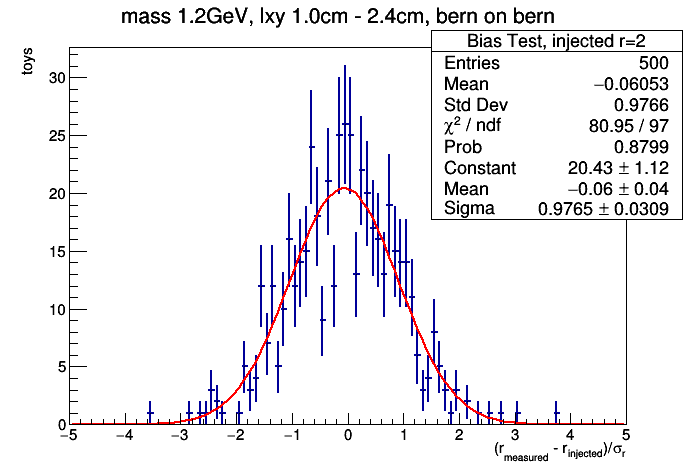 mass 1.2GeV, lxy 1.0cm - 2.4cm, bern on bern
Bias Test, injected r=2
Entries 500
Mean −0.06053
Std Dev 0.9766
χ² / ndf 80.95 / 97
Prob 0.8799
Constant 20.43 ± 1.12
Mean −0.06 ± 0.04
Sigma 0.9765 ± 0.0309
toys
30
25
20
15
10
5
0
−5 −4 −3 −2 −1 0 1 2 3 4 5
(r_measured - r_injected)/σ_r